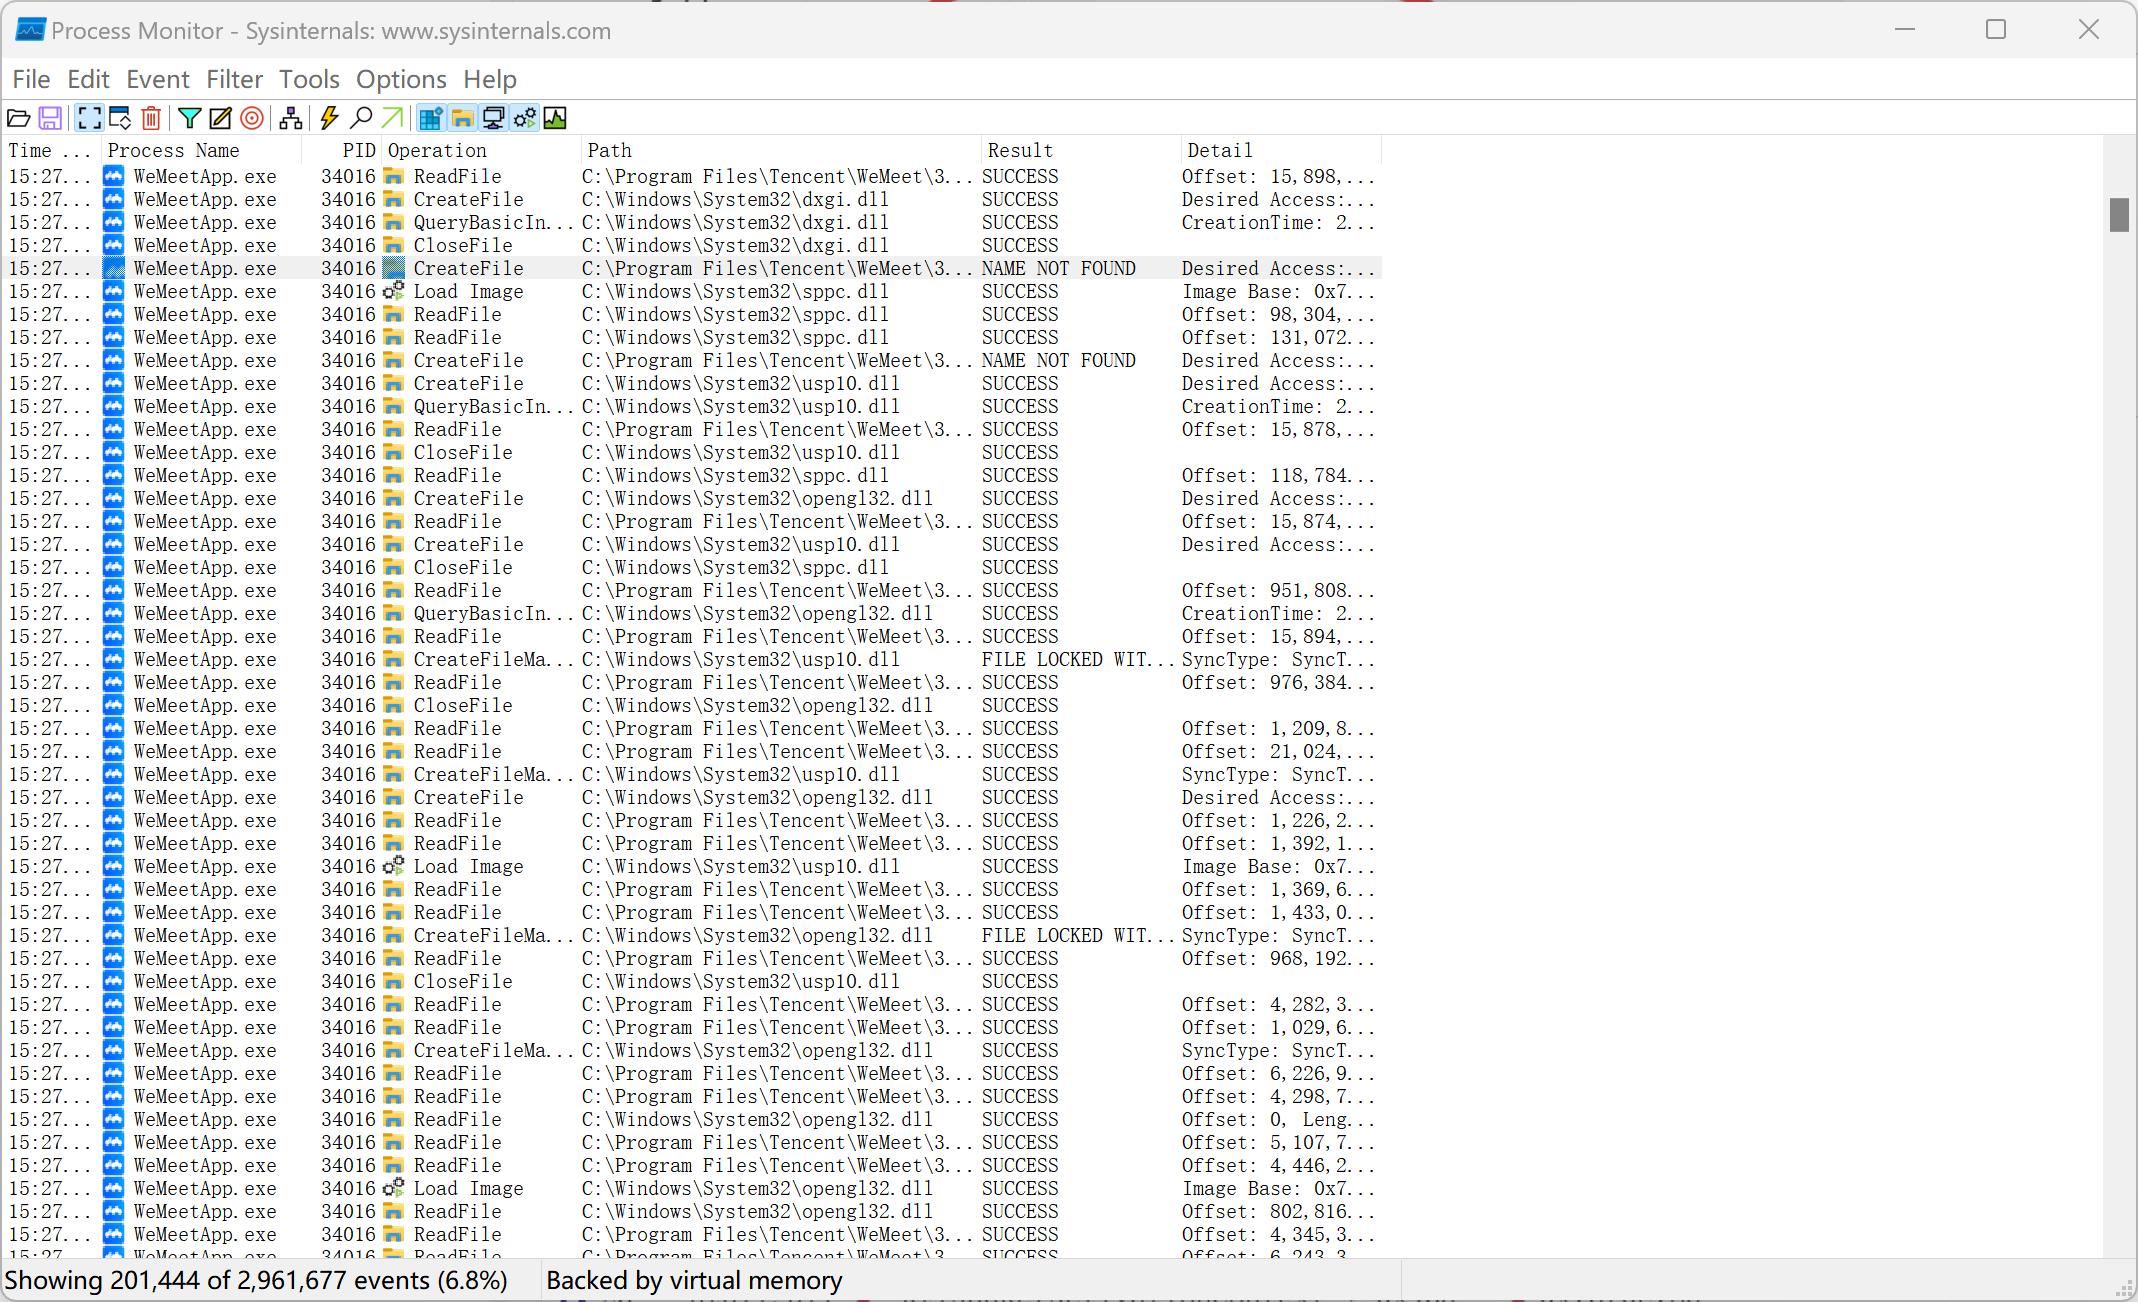 Process Monitor - Sysinternals: www.sysinternals.com
File Edit Event Filter Tools Options Help
Time ... Process Name PID Operation Path Result Detail
15:27... WeMeetApp.exe 34016 ReadFile C:\Program Files\Tencent\WeMeet\3... SUCCESS Offset: 15,898,...
15:27... WeMeetApp.exe 34016 CreateFile C:\Windows\System32\dxgi.dll SUCCESS Desired Access:...
15:27... WeMeetApp.exe 34016 QueryBasicIn... C:\Windows\System32\dxgi.dll SUCCESS CreationTime: 2...
15:27... WeMeetApp.exe 34016 CloseFile C:\Windows\System32\dxgi.dll SUCCESS
15:27... WeMeetApp.exe 34016 CreateFile C:\Program Files\Tencent\WeMeet\3... NAME NOT FOUND Desired Access:...
15:27... WeMeetApp.exe 34016 Load Image C:\Windows\System32\sppc.dll SUCCESS Image Base: 0x7...
15:27... WeMeetApp.exe 34016 ReadFile C:\Windows\System32\sppc.dll SUCCESS Offset: 98,304,...
15:27... WeMeetApp.exe 34016 ReadFile C:\Windows\System32\sppc.dll SUCCESS Offset: 131,072...
15:27... WeMeetApp.exe 34016 CreateFile C:\Program Files\Tencent\WeMeet\3... NAME NOT FOUND Desired Access:...
15:27... WeMeetApp.exe 34016 CreateFile C:\Windows\System32\usp10.dll SUCCESS Desired Access:...
15:27... WeMeetApp.exe 34016 QueryBasicIn... C:\Windows\System32\usp10.dll SUCCESS CreationTime: 2...
15:27... WeMeetApp.exe 34016 ReadFile C:\Program Files\Tencent\WeMeet\3... SUCCESS Offset: 15,878,...
15:27... WeMeetApp.exe 34016 CloseFile C:\Windows\System32\usp10.dll SUCCESS
15:27... WeMeetApp.exe 34016 ReadFile C:\Windows\System32\sppc.dll SUCCESS Offset: 118,784...
15:27... WeMeetApp.exe 34016 CreateFile C:\Windows\System32\opengl32.dll SUCCESS Desired Access:...
15:27... WeMeetApp.exe 34016 ReadFile C:\Program Files\Tencent\WeMeet\3... SUCCESS Offset: 15,874,...
15:27... WeMeetApp.exe 34016 CreateFile C:\Windows\System32\usp10.dll SUCCESS Desired Access:...
15:27... WeMeetApp.exe 34016 CloseFile C:\Windows\System32\sppc.dll SUCCESS
15:27... WeMeetApp.exe 34016 ReadFile C:\Program Files\Tencent\WeMeet\3... SUCCESS Offset: 951,808...
15:27... WeMeetApp.exe 34016 QueryBasicIn... C:\Windows\System32\opengl32.dll SUCCESS CreationTime: 2...
15:27... WeMeetApp.exe 34016 ReadFile C:\Program Files\Tencent\WeMeet\3... SUCCESS Offset: 15,894,...
15:27... WeMeetApp.exe 34016 CreateFileMa... C:\Windows\System32\usp10.dll FILE LOCKED WIT... SyncType: SyncT...
15:27... WeMeetApp.exe 34016 ReadFile C:\Program Files\Tencent\WeMeet\3... SUCCESS Offset: 976,384...
15:27... WeMeetApp.exe 34016 CloseFile C:\Windows\System32\opengl32.dll SUCCESS
15:27... WeMeetApp.exe 34016 ReadFile C:\Program Files\Tencent\WeMeet\3... SUCCESS Offset: 1,209,8...
15:27... WeMeetApp.exe 34016 ReadFile C:\Program Files\Tencent\WeMeet\3... SUCCESS Offset: 21,024,...
15:27... WeMeetApp.exe 34016 CreateFileMa... C:\Windows\System32\usp10.dll SUCCESS SyncType: SyncT...
15:27... WeMeetApp.exe 34016 CreateFile C:\Windows\System32\opengl32.dll SUCCESS Desired Access:...
15:27... WeMeetApp.exe 34016 ReadFile C:\Program Files\Tencent\WeMeet\3... SUCCESS Offset: 1,226,2...
15:27... WeMeetApp.exe 34016 ReadFile C:\Program Files\Tencent\WeMeet\3... SUCCESS Offset: 1,392,1...
15:27... WeMeetApp.exe 34016 Load Image C:\Windows\System32\usp10.dll SUCCESS Image Base: 0x7...
15:27... WeMeetApp.exe 34016 ReadFile C:\Program Files\Tencent\WeMeet\3... SUCCESS Offset: 1,369,6...
15:27... WeMeetApp.exe 34016 ReadFile C:\Program Files\Tencent\WeMeet\3... SUCCESS Offset: 1,433,0...
15:27... WeMeetApp.exe 34016 CreateFileMa... C:\Windows\System32\opengl32.dll FILE LOCKED WIT... SyncType: SyncT...
15:27... WeMeetApp.exe 34016 ReadFile C:\Program Files\Tencent\WeMeet\3... SUCCESS Offset: 968,192...
15:27... WeMeetApp.exe 34016 CloseFile C:\Windows\System32\usp10.dll SUCCESS
15:27... WeMeetApp.exe 34016 ReadFile C:\Program Files\Tencent\WeMeet\3... SUCCESS Offset: 4,282,3...
15:27... WeMeetApp.exe 34016 ReadFile C:\Program Files\Tencent\WeMeet\3... SUCCESS Offset: 1,029,6...
15:27... WeMeetApp.exe 34016 CreateFileMa... C:\Windows\System32\opengl32.dll SUCCESS SyncType: SyncT...
15:27... WeMeetApp.exe 34016 ReadFile C:\Program Files\Tencent\WeMeet\3... SUCCESS Offset: 6,226,9...
15:27... WeMeetApp.exe 34016 ReadFile C:\Program Files\Tencent\WeMeet\3... SUCCESS Offset: 4,298,7...
15:27... WeMeetApp.exe 34016 ReadFile C:\Windows\System32\opengl32.dll SUCCESS Offset: 0, Leng...
15:27... WeMeetApp.exe 34016 ReadFile C:\Program Files\Tencent\WeMeet\3... SUCCESS Offset: 5,107,7...
15:27... WeMeetApp.exe 34016 ReadFile C:\Program Files\Tencent\WeMeet\3... SUCCESS Offset: 4,446,2...
15:27... WeMeetApp.exe 34016 Load Image C:\Windows\System32\opengl32.dll SUCCESS Image Base: 0x7...
15:27... WeMeetApp.exe 34016 ReadFile C:\Windows\System32\opengl32.dll SUCCESS Offset: 802,816...
15:27... WeMeetApp.exe 34016 ReadFile C:\Program Files\Tencent\WeMeet\3... SUCCESS Offset: 4,345,3...
15:27 WeMeetApp.exe 34016 ReadFile C:\Program Files\Tencent\WeMeet\3 SUCCESS Offset: 6,243,3
Showing 201,444 of 2,961,677 events (6.8%) Backed by virtual memory